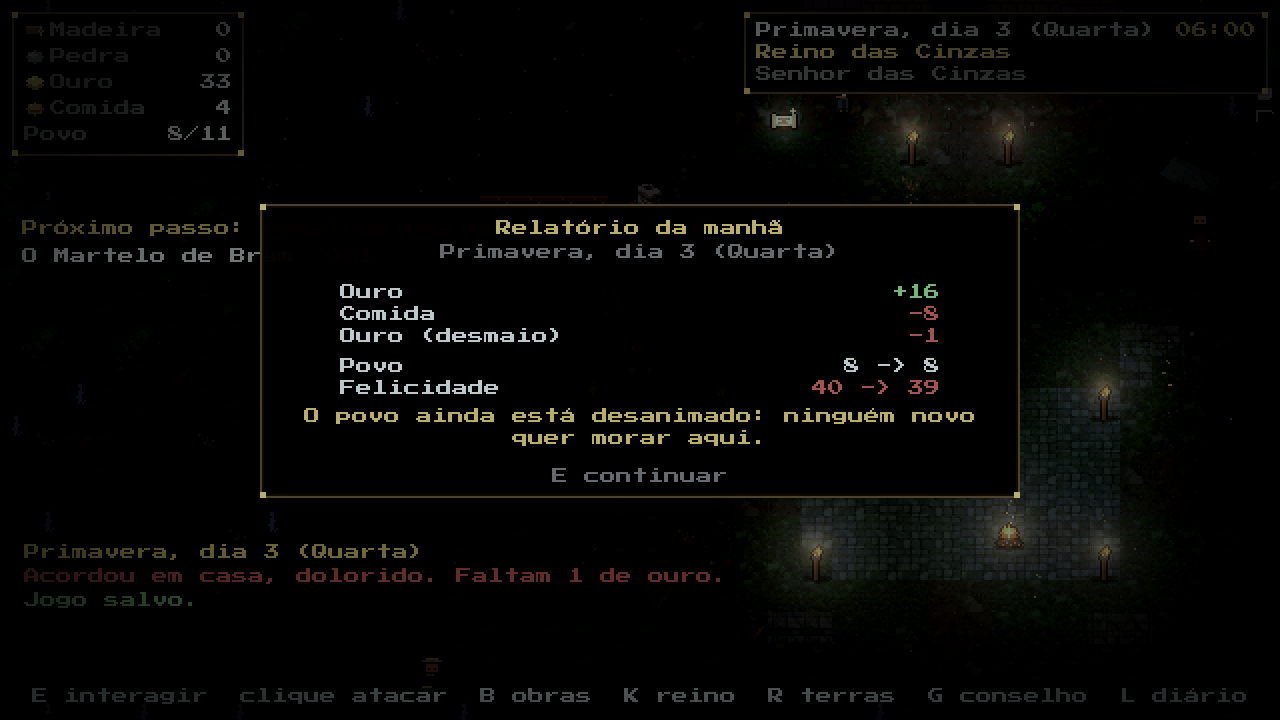 Madeira 0
Pedra 0
Ouro 33
Comida 4
Povo 8/11
Primavera, dia 3 (Quarta) 06:00
Reino das Cinzas
Senhor das Cinzas
Próximo passo:
O Martelo de Br
Relatório da manhã
Primavera, dia 3 (Quarta)
Ouro +16
Comida -8
Ouro (desmaio) -1
Povo 8 -> 8
Felicidade 40 -> 39
O povo ainda está desanimado: ninguém novo
quer morar aqui.
E continuar
Primavera, dia 3 (Quarta)
Acordou em casa, dolorido. Faltam 1 de ouro.
Jogo salvo.
E interagir clique atacar B obras K reino R terras G conselho L diário